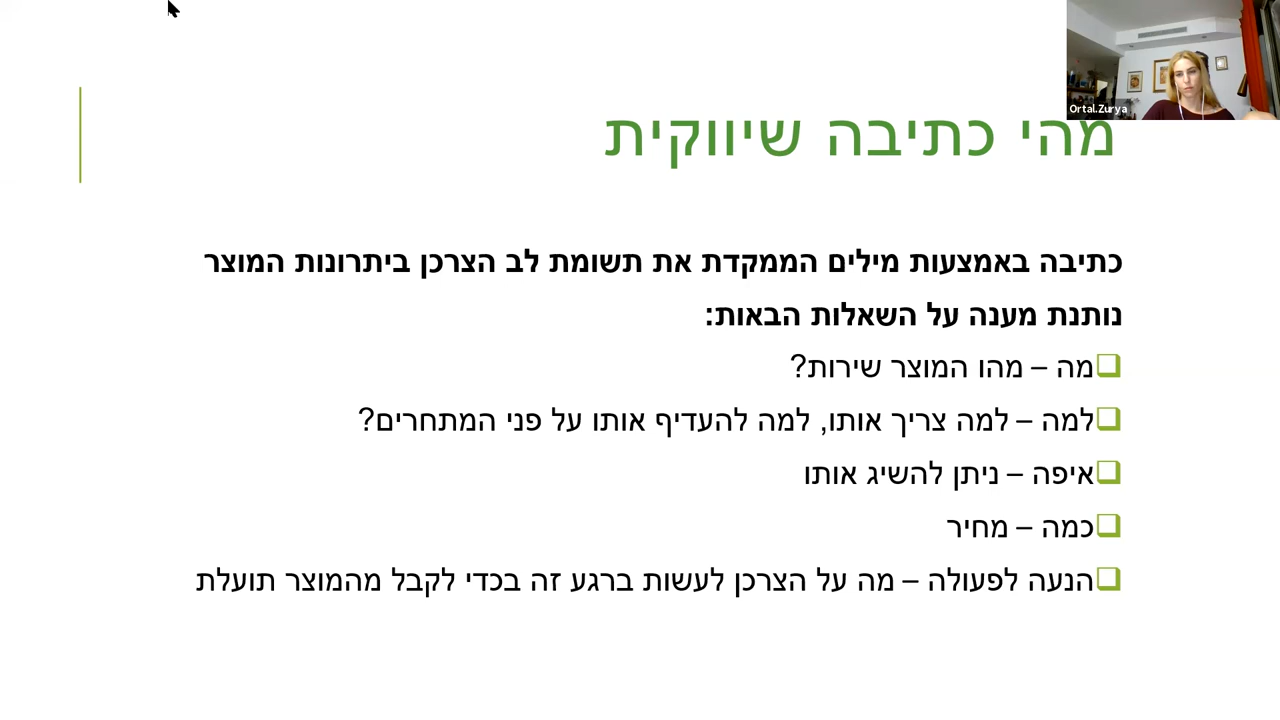 Ortal.Zurya
מהי כתיבה שיווקית
כתיבה באמצעות מילים הממקדת את תשומת לב הצרכן ביתרונות המוצר
נותנת מענה על השאלות הבאות:
מה – מהו המוצר שירות?
למה – למה צריך אותו, למה להעדיף אותו על פני המתחרים?
איפה – ניתן להשיג אותו
כמה – מחיר
הנעה לפעולה – מה על הצרכן לעשות ברגע זה בכדי לקבל מהמוצר תועלת